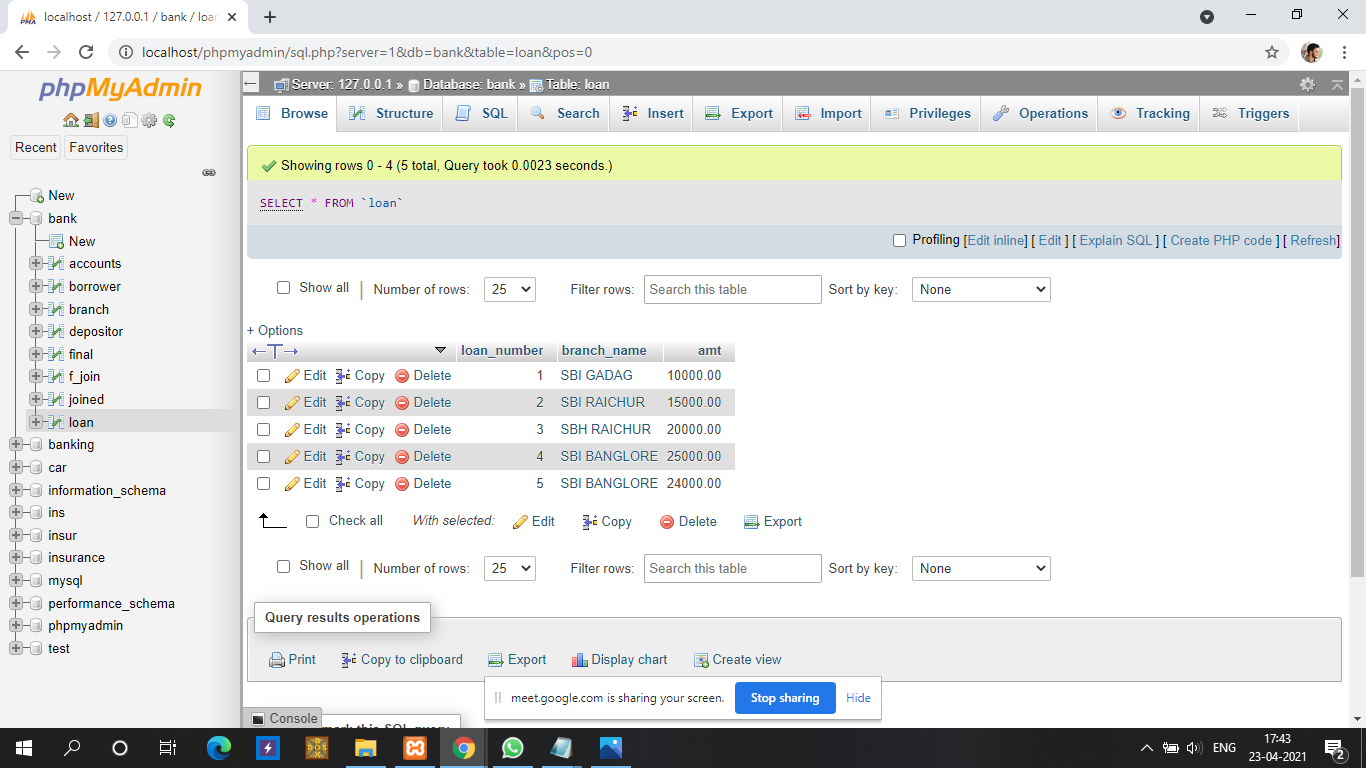 localhost / 127.0.0.1 / bank / loan
localhost/phpmyadmin/sql.php?server=1&db=bank&table=loan&pos=0
phpMyAdmin
Recent Favorites
New
bank
New
accounts
borrower
branch
depositor
final
f_join
joined
loan
banking
car
information_schema
ins
insur
insurance
mysql
performance_schema
phpmyadmin
test
Server: 127.0.0.1 » Database: bank » Table: loan
Browse Structure SQL Search Insert Export Import Privileges Operations Tracking Triggers
Showing rows 0 - 4 (5 total, Query took 0.0023 seconds.)
SELECT * FROM `loan`
Profiling [Edit inline] [ Edit ] [ Explain SQL ] [ Create PHP code ] [ Refresh]
Show all | Number of rows: 25 Filter rows: Search this table Sort by key: None
+ Options
←T→ loan_number branch_name amt
Edit Copy Delete 1 SBI GADAG 10000.00
Edit Copy Delete 2 SBI RAICHUR 15000.00
Edit Copy Delete 3 SBH RAICHUR 20000.00
Edit Copy Delete 4 SBI BANGLORE 25000.00
Edit Copy Delete 5 SBI BANGLORE 24000.00
Check all With selected: Edit Copy Delete Export
Show all | Number of rows: 25 Filter rows: Search this table Sort by key: None
Query results operations
Print Copy to clipboard Export Display chart Create view
meet.google.com is sharing your screen. Stop sharing Hide
Console
this SQL query
DOS
BOX
ENG
17:43
23-04-2021
2